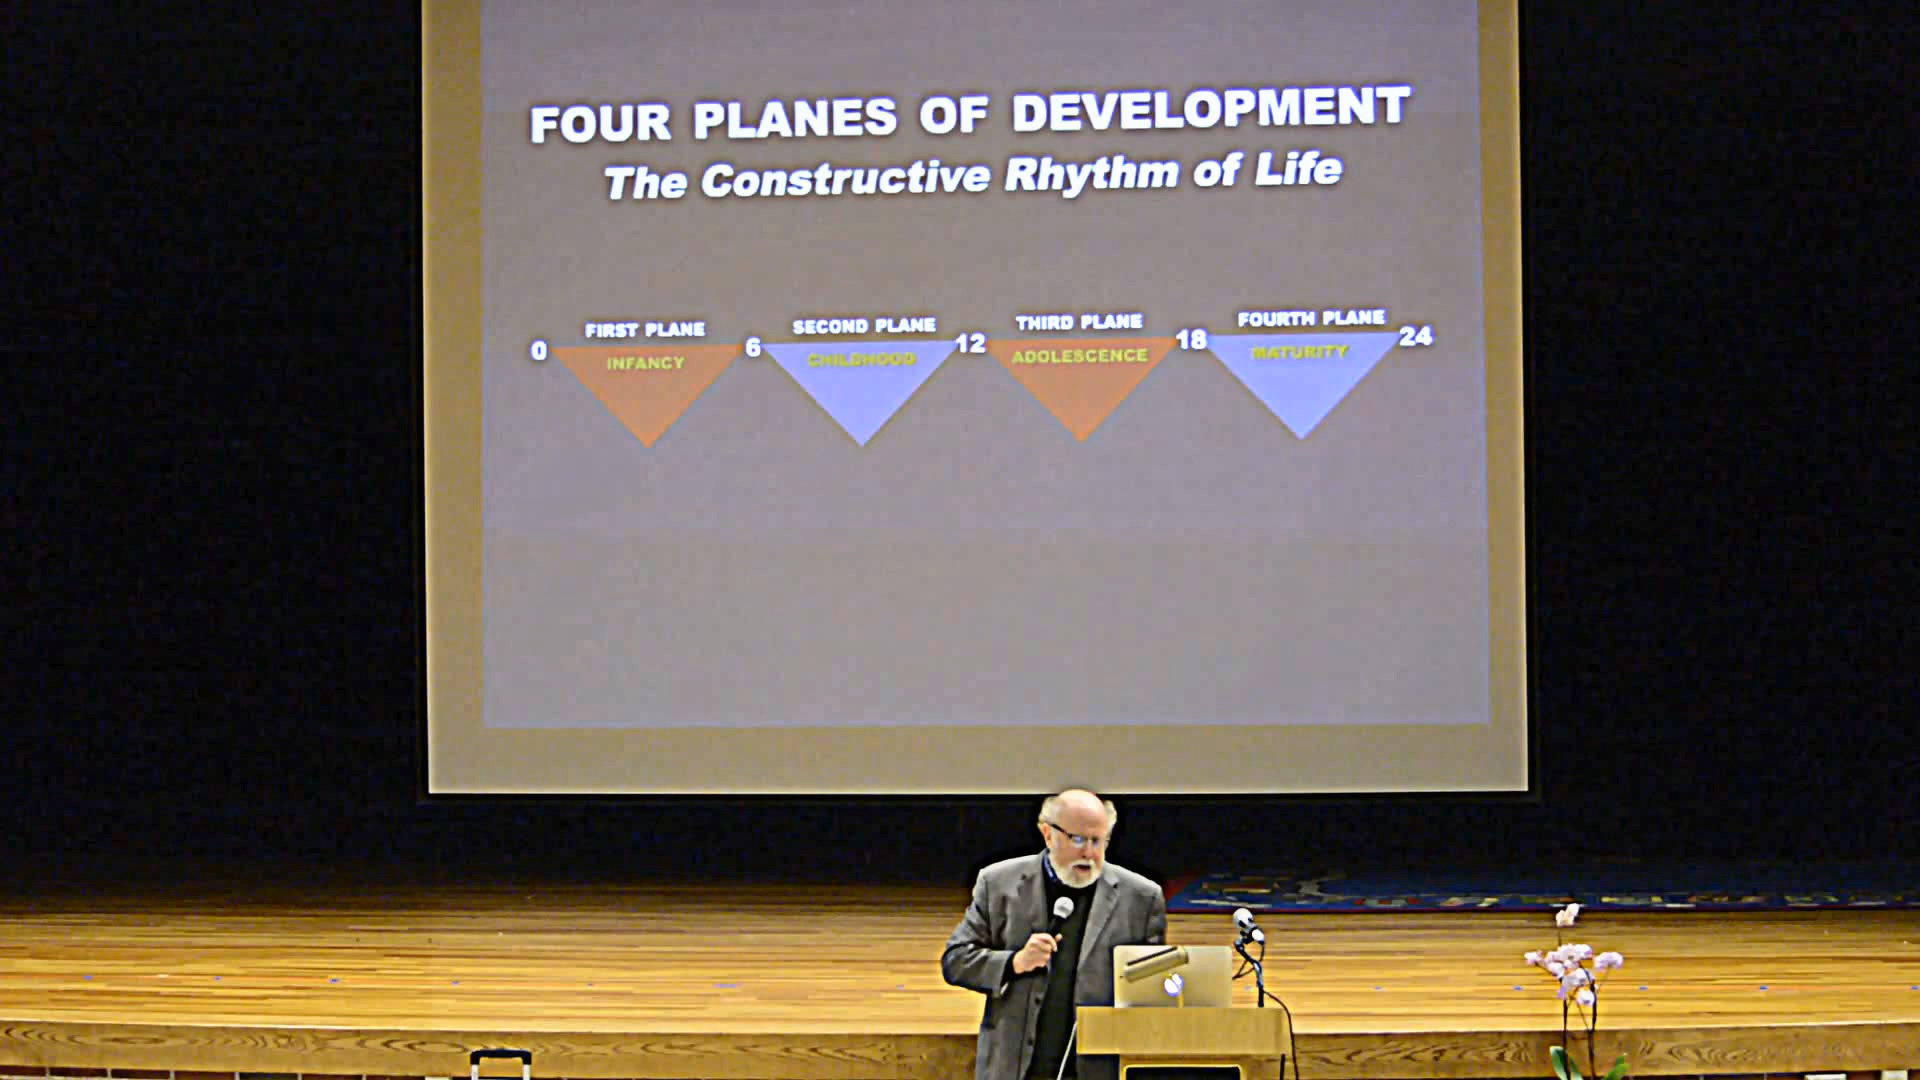 FOUR PLANES OF DEVELOPMENT
The Constructive Rhythm of Life
FIRST PLANE SECOND PLANE THIRD PLANE FOURTH PLANE
0 6 12 18 24
INFANCY CHILDHOOD ADOLESCENCE MATURITY